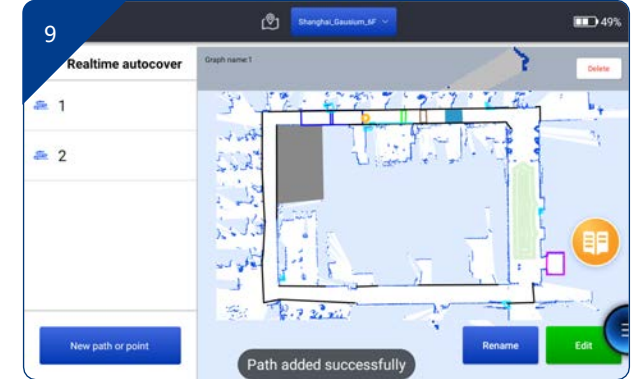 9
Shanghai_Gausium_6F
49%
Realtime autocover
Graph name:1
Delete
1
2
New path or point
Rename
Edit
Path added successfully